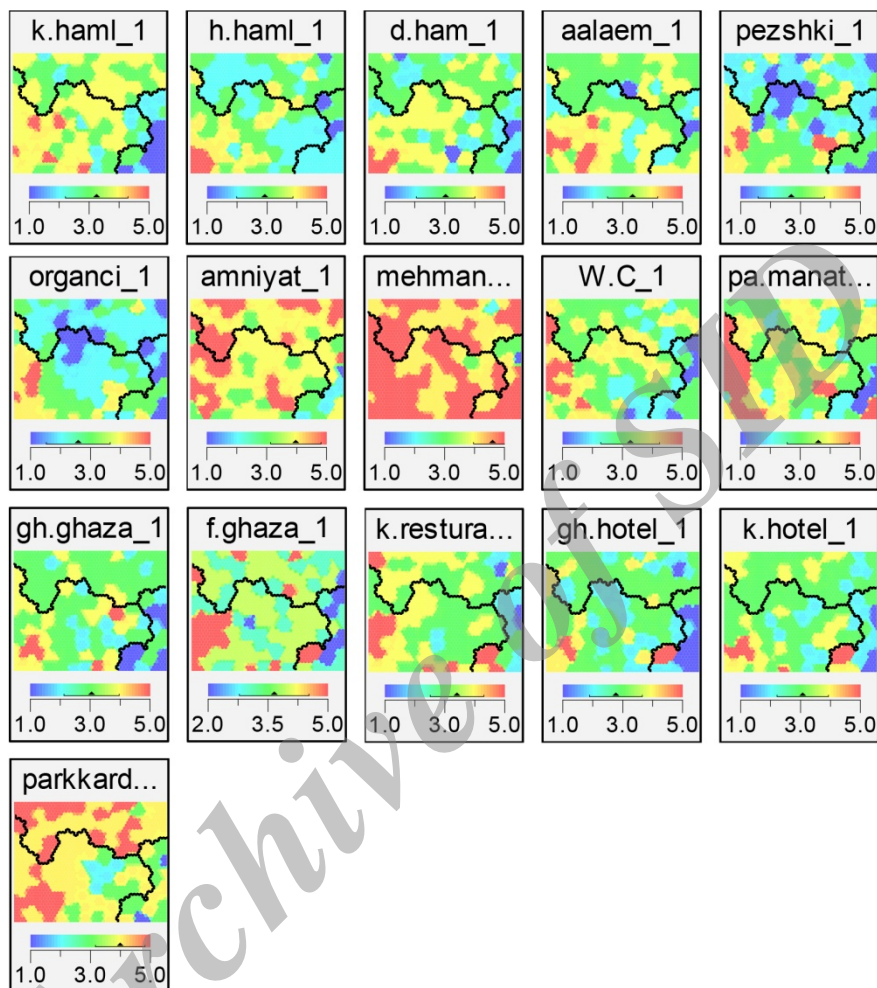 k.haml_1 h.haml_1 d.ham_1 aalaem_1 pezshki_1
1.0 3.0 5.0 1.0 3.0 5.0 1.0 3.0 5.0 1.0 3.0 5.0 1.0 3.0 5.0
organci_1 amniyat_1 mehman... W.C_1 pa.manat...
1.0 3.0 5.0 1.0 3.0 5.0 1.0 3.0 5.0 1.0 3.0 5.0 1.0 3.0 5.0
gh.ghaza_1 f.ghaza_1 k.restura... gh.hotel_1 k.hotel_1
1.0 3.0 5.0 2.0 3.5 5.0 1.0 3.0 5.0 1.0 3.0 5.0 1.0 3.0 5.0
parkkard...
1.0 3.0 5.0
Archive of SID